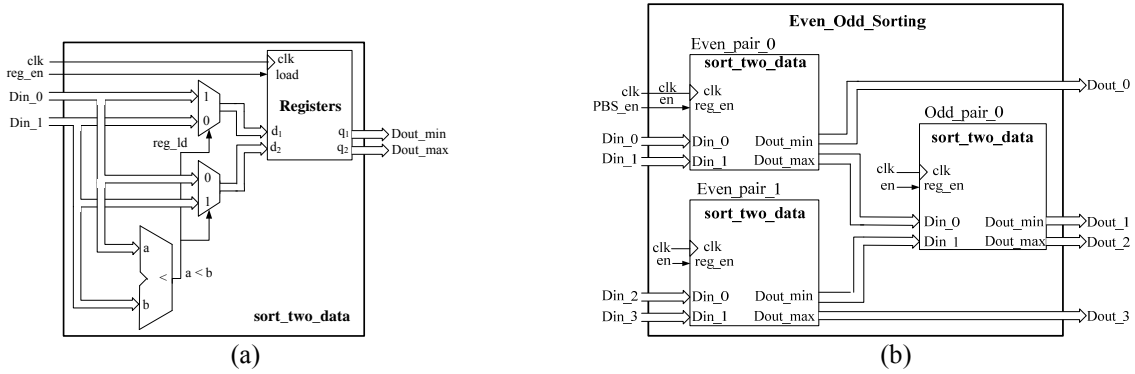 clk
reg_en
Din_0
Din_1
clk
load
Registers
1
0
reg_ld
d1
d2
q1
q2
Dout_min
Dout_max
0
1
a
b
<
a < b
sort_two_data
(a)
Even_Odd_Sorting
Even_pair_0
sort_two_data
clk
PBS_en
clk
en
clk
reg_en
Din_0
Din_1
Din_0
Din_1
Dout_min
Dout_max
Dout_0
Even_pair_1
sort_two_data
clk
en
clk
reg_en
Din_2
Din_3
Din_0
Din_1
Dout_min
Dout_max
Odd_pair_0
sort_two_data
clk
en
clk
reg_en
Din_0
Din_1
Dout_min
Dout_max
Dout_1
Dout_2
Dout_3
(b)